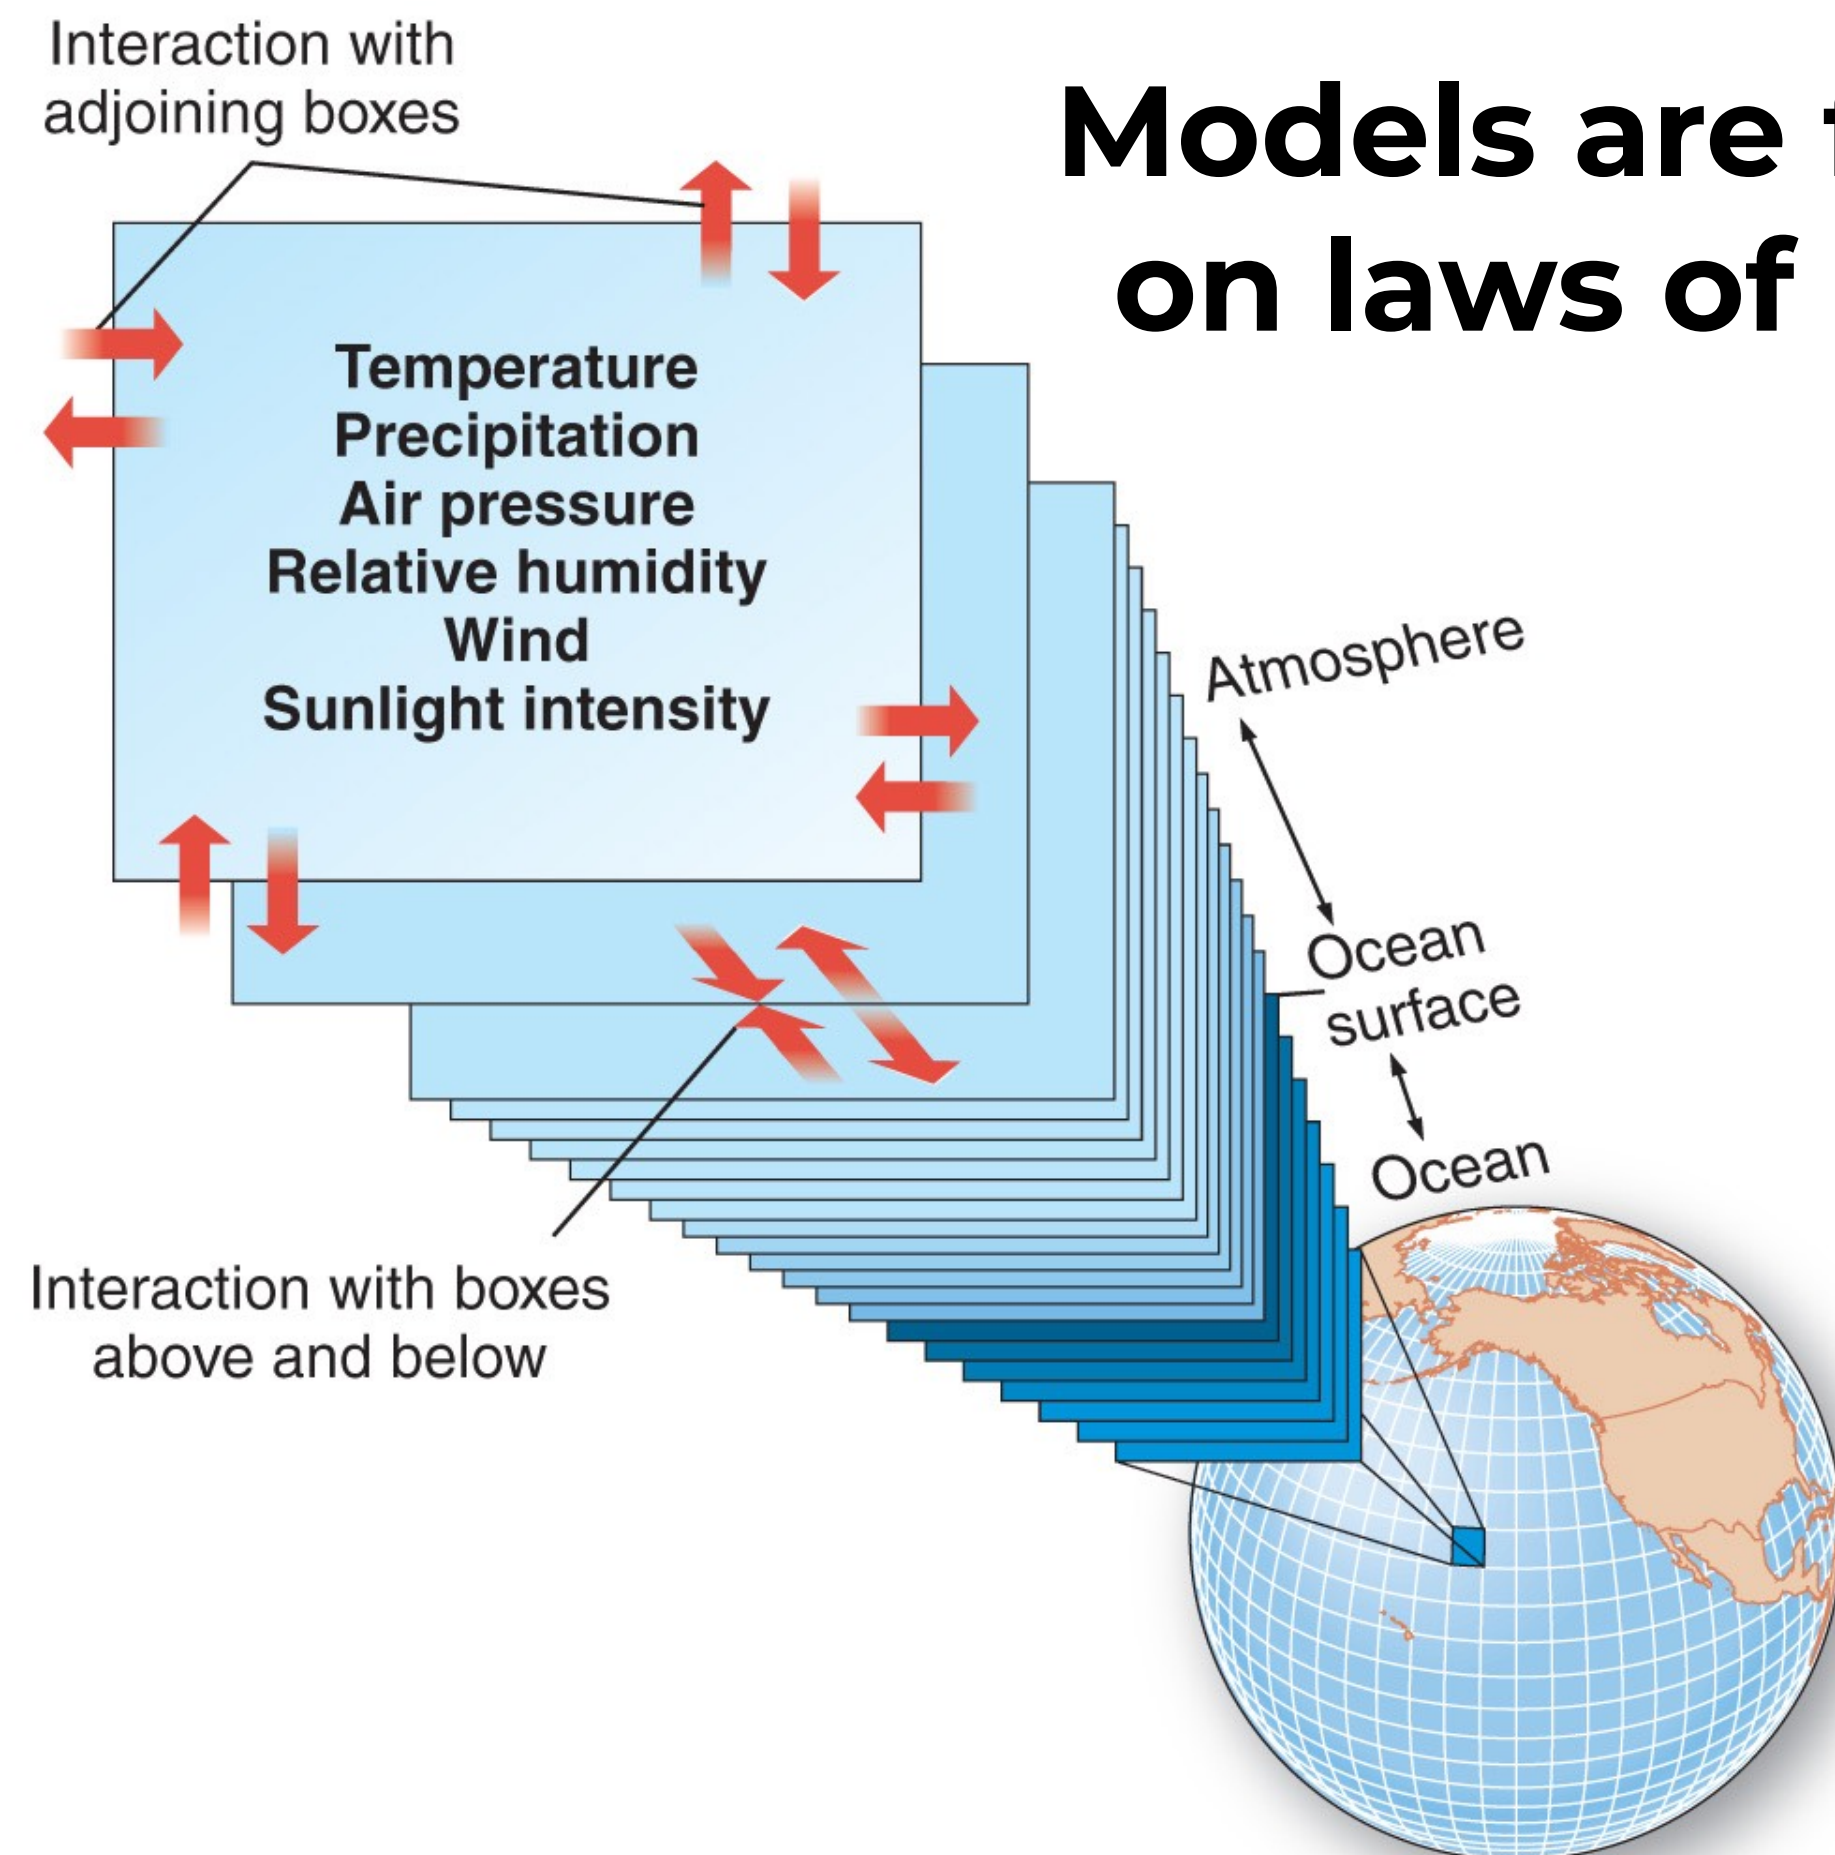 Interaction with
adjoining boxes
Models are
on laws of
Temperature
Precipitation
Air pressure
Relative humidity
Wind
Sunlight intensity
Atmosphere
Ocean
surface
Ocean
Interaction with boxes
above and below